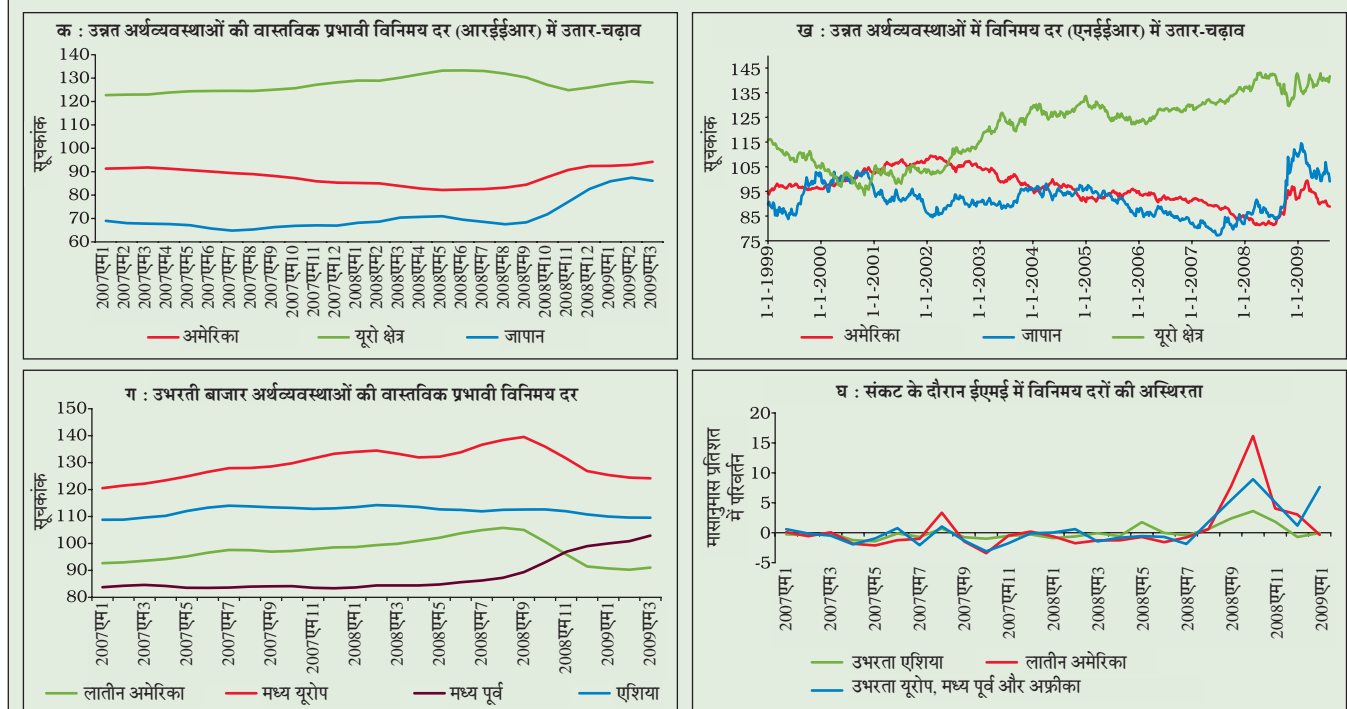 क : उन्नत अर्थव्यवस्थाओं की वास्तविक प्रभावी विनिमय दर (आरईईआर) में उतार-चढ़ाव
सूचकांक
140
130
120
110
100
90
80
70
60
2007एम1
2007एम2
2007एम3
2007एम4
2007एम5
2007एम6
2007एम7
2007एम8
2007एम9
2007एम10
2007एम11
2007एम12
2008एम1
2008एम2
2008एम3
2008एम4
2008एम5
2008एम6
2008एम7
2008एम8
2008एम9
2008एम10
2008एम11
2008एम12
2009एम1
2009एम2
2009एम3
अमेरिका यूरो क्षेत्र जापान
ख : उन्नत अर्थव्यवस्थाओं में विनिमय दर (एनईईआर) में उतार-चढ़ाव
सूचकांक
145
135
125
115
105
95
85
75
1-1-1999
1-1-2000
1-1-2001
1-1-2002
1-1-2003
1-1-2004
1-1-2005
1-1-2006
1-1-2007
1-1-2008
1-1-2009
अमेरिका जापान यूरो क्षेत्र
ग : उभरती बाजार अर्थव्यवस्थाओं की वास्तविक प्रभावी विनिमय दर
सूचकांक
150
140
130
120
110
100
90
80
2007एम1
2007एम3
2007एम5
2007एम7
2007एम9
2007एम11
2008एम1
2008एम3
2008एम5
2008एम7
2008एम9
2008एम11
2009एम1
2009एम3
लातीन अमेरिका मध्य यूरोप मध्य पूर्व एशिया
घ : संकट के दौरान ईएमई में विनिमय दरों की अस्थिरता
मासानुमास प्रतिशत
में परिवर्तन
20
15
10
5
0
-5
2007एम1
2007एम3
2007एम5
2007एम7
2007एम9
2007एम11
2008एम1
2008एम3
2008एम5
2008एम7
2008एम9
2008एम11
2009एम1
उभरता एशिया लातीन अमेरिका
उभरता यूरोप, मध्य पूर्व और अफ्रीका